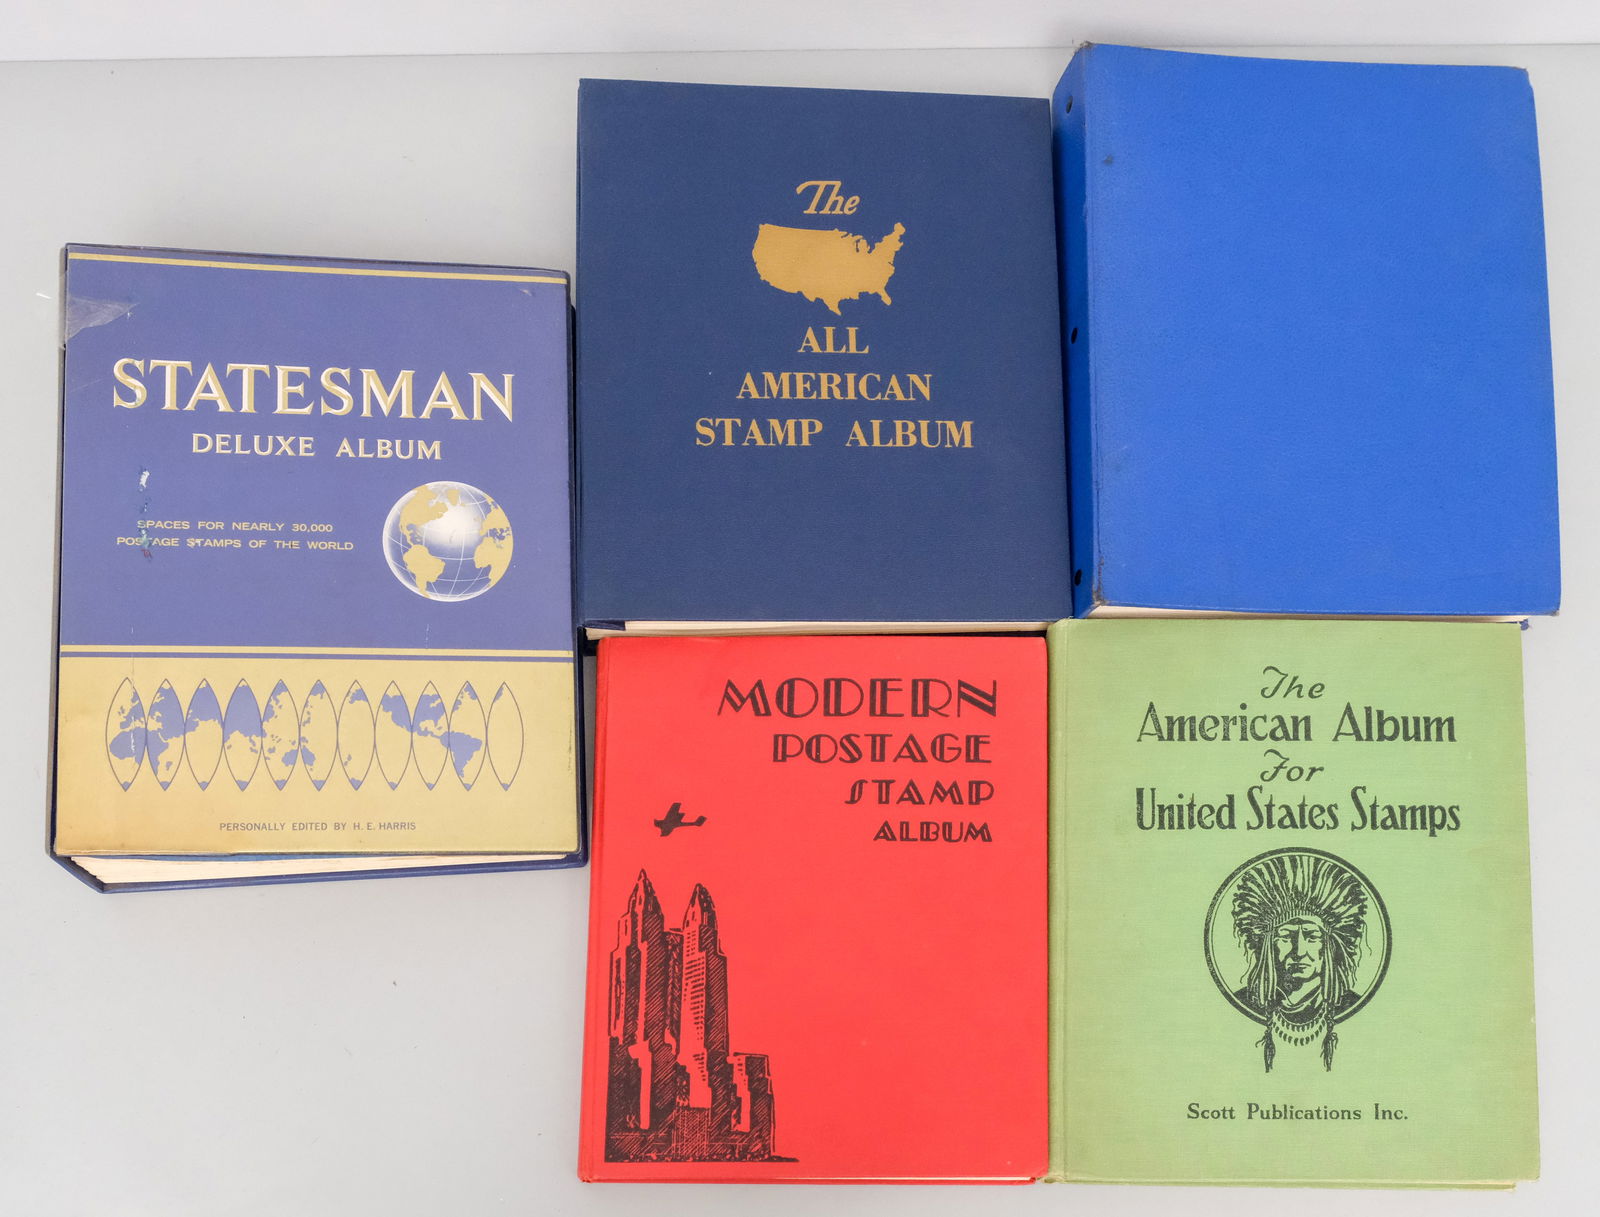 STATESMAN
DELUXE ALBUM
SPACES FOR NEARLY 30,000
POSTAGE STAMPS OF THE WORLD
PERSONALLY EDITED BY H. E. HARRIS
The
ALL
AMERICAN
STAMP ALBUM
MODERN
POSTAGE
STAMP
ALBUM
The
American Album
For
United States Stamps
Scott Publications Inc.